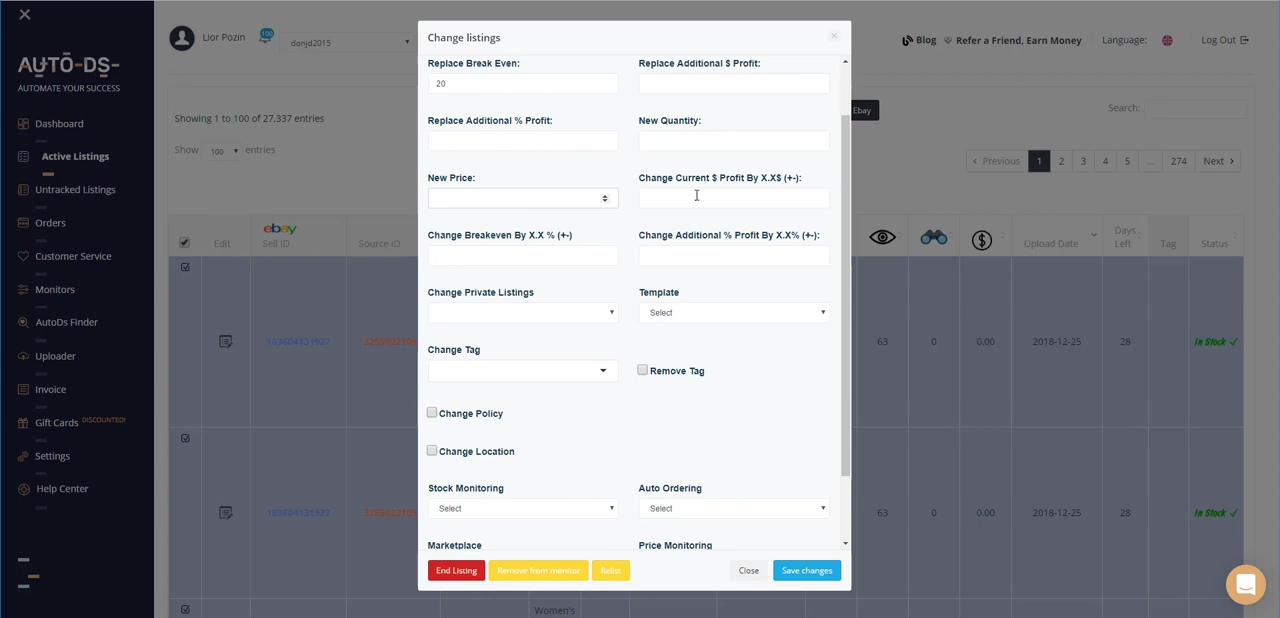 AUTO-DS-
AUTOMATE YOUR SUCCESS
Dashboard
Active Listings
Untracked Listings
Orders
Customer Service
Monitors
AutoDs Finder
Uploader
Invoice
Gift Cards DISCOUNTED!
Settings
Help Center
Lior Pozin
100
donjd2015
Blog
Refer a Friend, Earn Money
Language:
Log Out
Showing 1 to 100 of 27,337 entries
Show 100 entries
Ebay
Search:
Previous 1 2 3 4 5 ... 274 Next
Edit
ebay
Sell ID
Source ID
Upload Date
Days Left
Tag
Status
183604131927
63 0 0.00 2018-12-25 28 In Stock
183604131927
63 0 0.00 2018-12-25 28 In Stock
Women's
Change listings
×
Replace Break Even:
Replace Additional $ Profit:
20
Replace Additional % Profit:
New Quantity:
New Price:
Change Current $ Profit By X.X$ (+-):
Change Breakeven By X.X % (+-)
Change Additional % Profit By X.X% (+-):
Change Private Listings
Template
Select
Change Tag
Remove Tag
Change Policy
Change Location
Stock Monitoring
Auto Ordering
Select
Select
Marketplace
Price Monitoring
End Listing
Remove from monitor
Relist
Close
Save changes